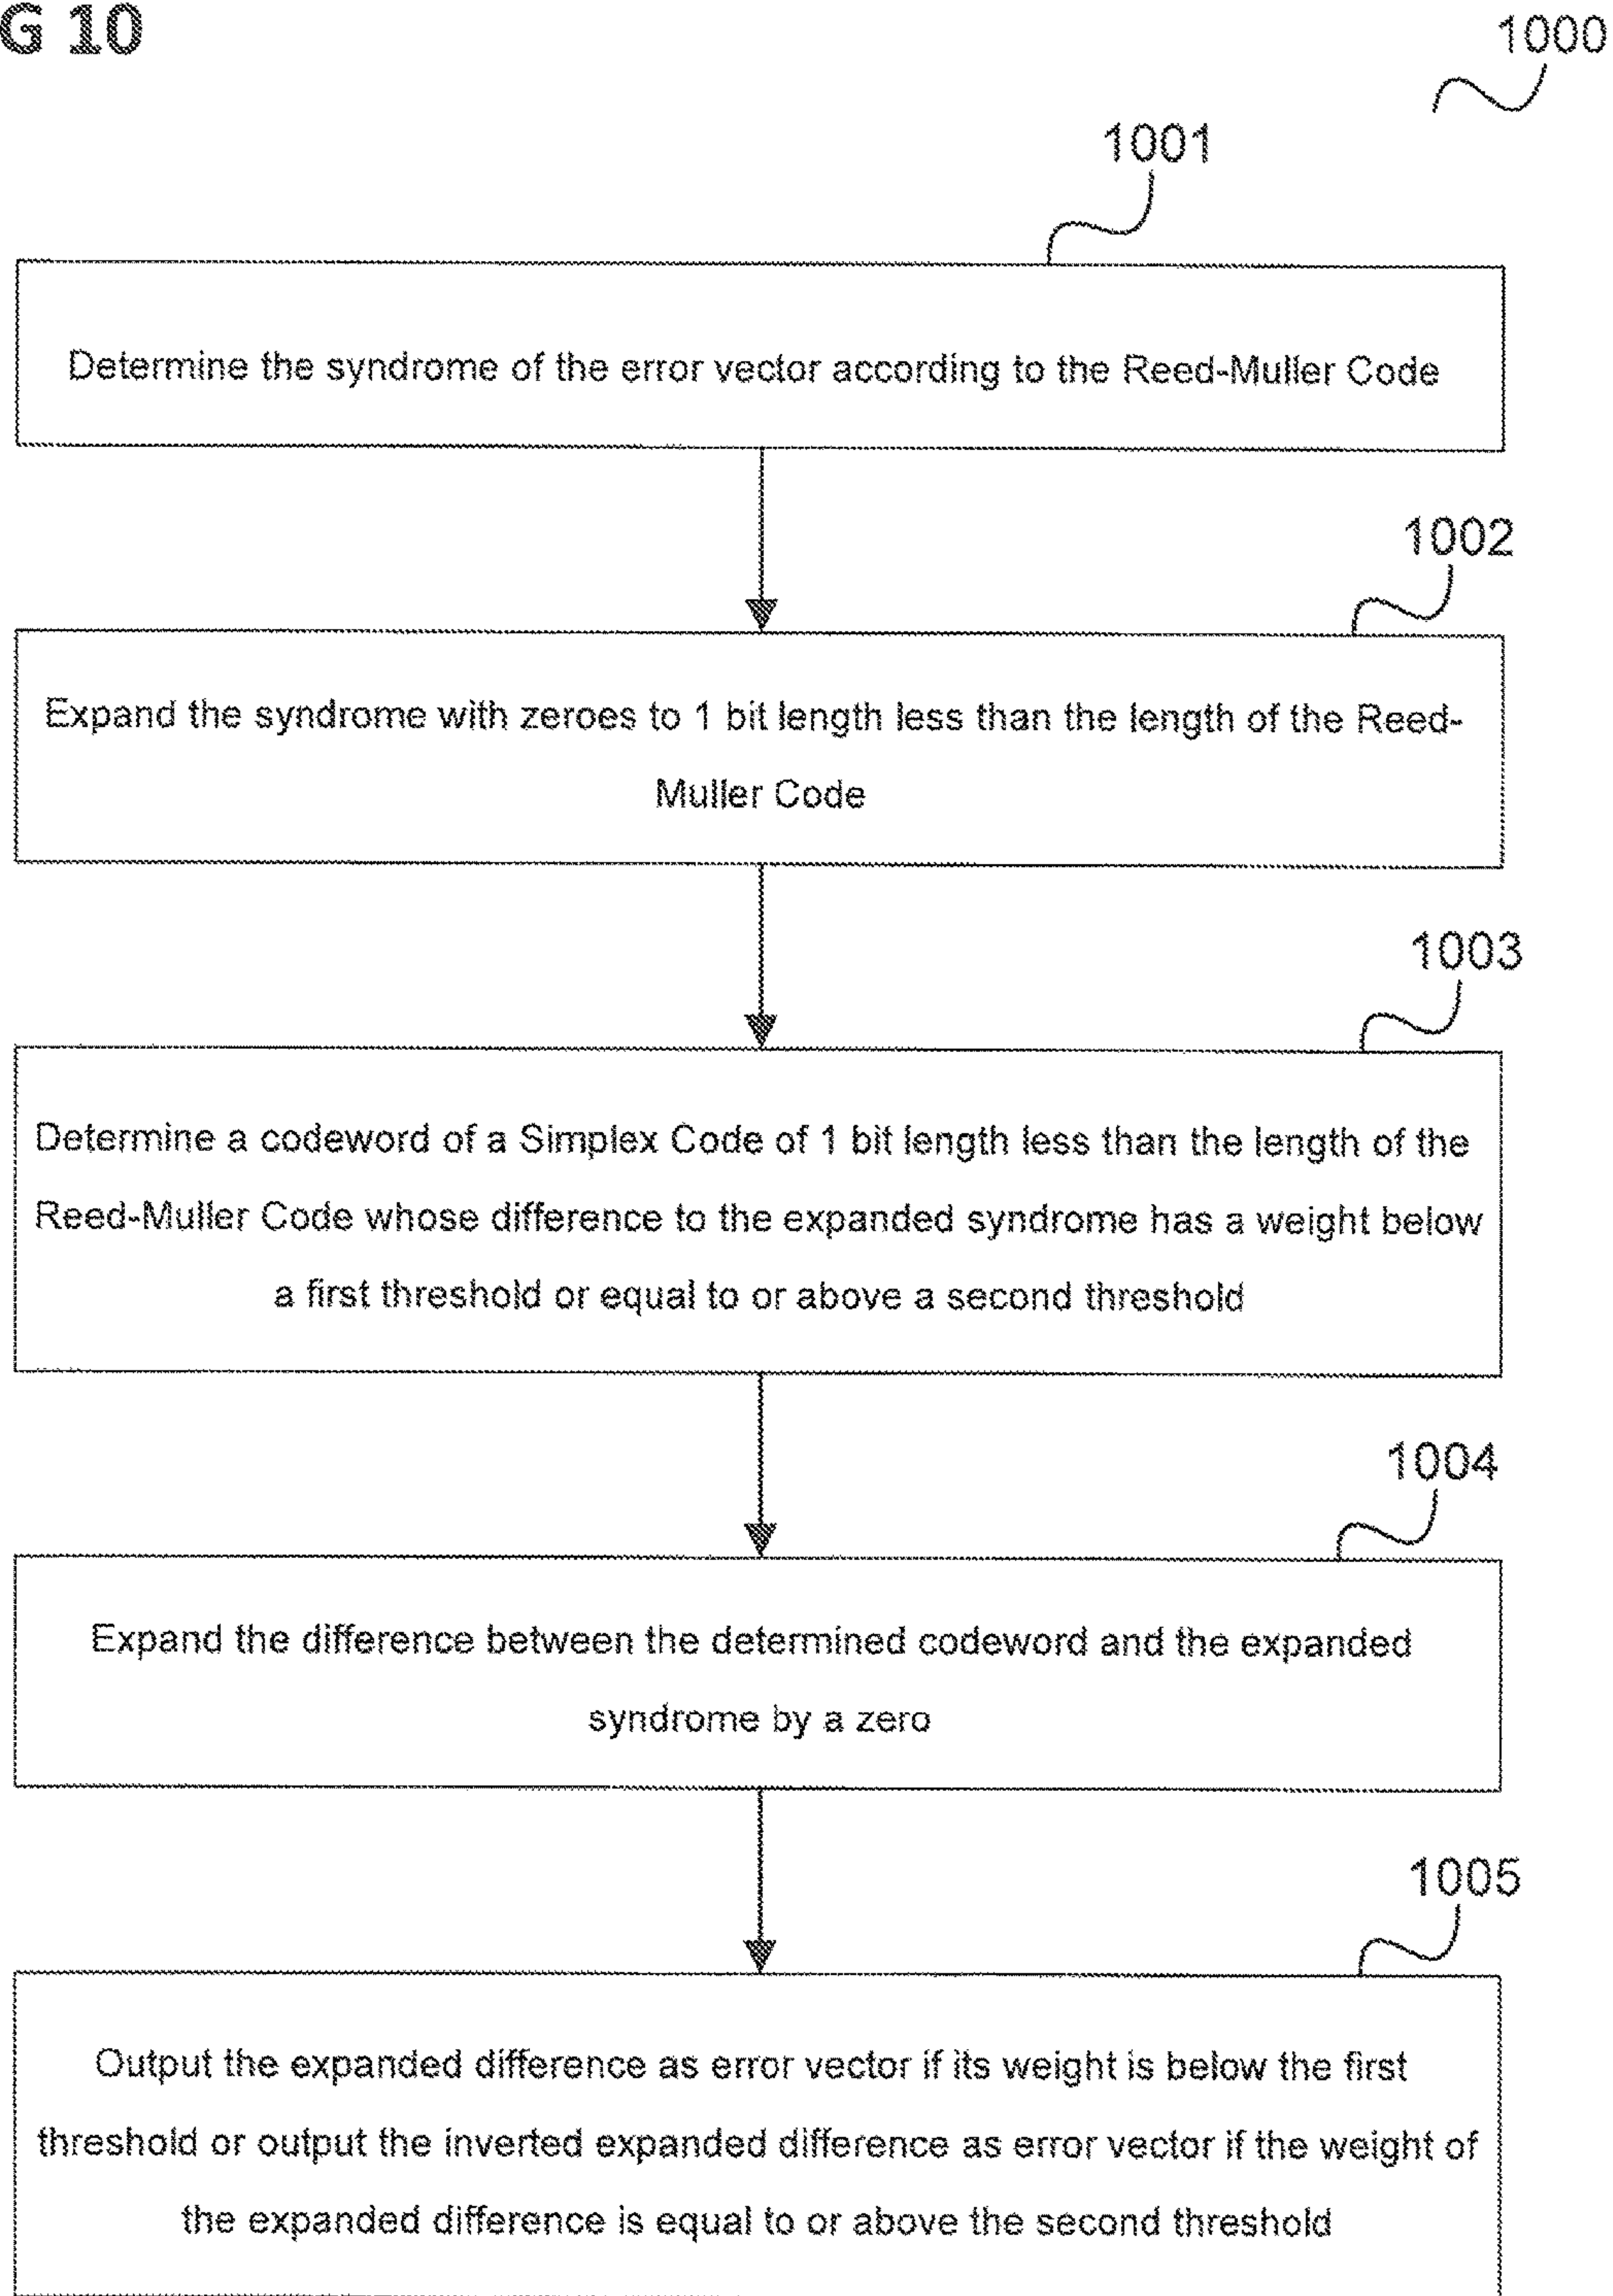 G 10
1000
1001
Determine the syndrome of the error vector according to the Reed-Muller Code
1002
Expand the syndrome with zeroes to 1 bit length less than the length of the Reed-
Muller Code
1003
Determine a codeword of a Simplex Code of 1 bit length less than the length of the
Reed-Muller Code whose difference to the expanded syndrome has a weight below
a first threshold or equal to or above a second threshold
1004
Expand the difference between the determined codeword and the expanded
syndrome by a zero
1005
Output the expanded difference as error vector if its weight is below the first
threshold or output the inverted expanded difference as error vector if the weight of
the expanded difference is equal to or above the second threshold